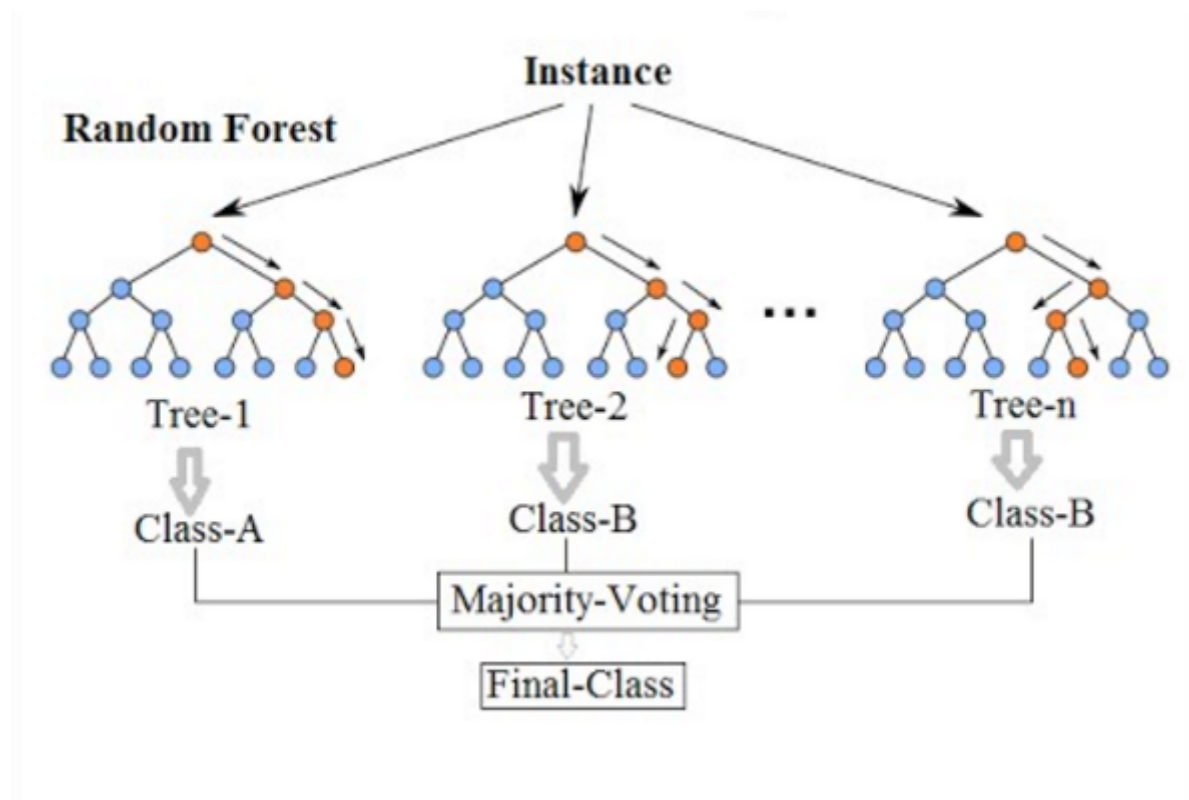 Instance
Random Forest
...
Tree-1
Tree-2
Tree-n
Class-A
Class-B
Class-B
Majority-Voting
Final-Class